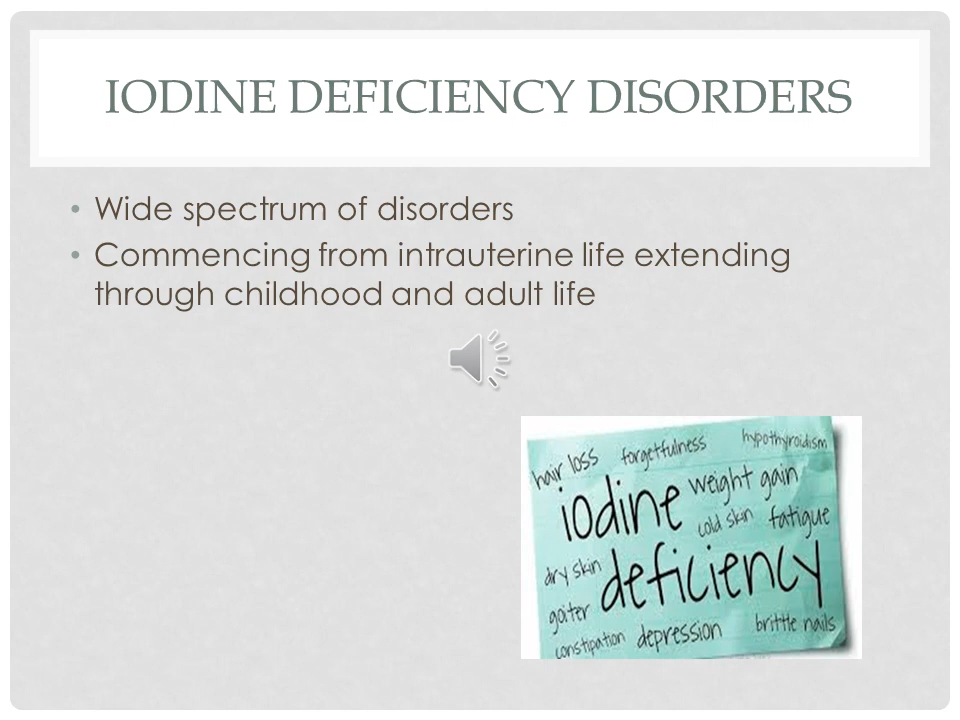 IODINE DEFICIENCY DISORDERS
• Wide spectrum of disorders
• Commencing from intrauterine life extending
through childhood and adult life
hair loss forgetfulness hypothyroidism
iodine weight gain
cold skin fatigue
dry skin deficiency
goiter
constipation depression brittle nails